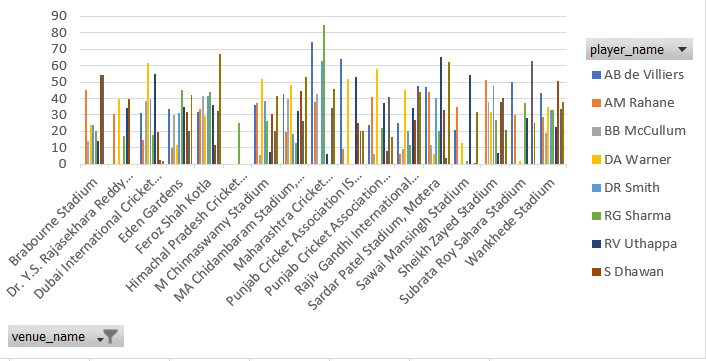 90
80
70
60
50
40
30
20
10
0
Brabourne Stadium
Dr. Y.S. Rajasekhara Reddy…
Dubai International Cricket…
Eden Gardens
Feroz Shah Kotla
Himachal Pradesh Cricket…
M Chinnaswamy Stadium
MA Chidambaram Stadium,…
Maharashtra Cricket…
Punjab Cricket Association IS…
Punjab Cricket Association…
Rajiv Gandhi International…
Sardar Patel Stadium, Motera
Sawai Mansingh Stadium
Sheikh Zayed Stadium
Subrata Roy Sahara Stadium
Wankhede Stadium
player_name
AB de Villiers
AM Rahane
BB McCullum
DA Warner
DR Smith
RG Sharma
RV Uthappa
S Dhawan
venue_name